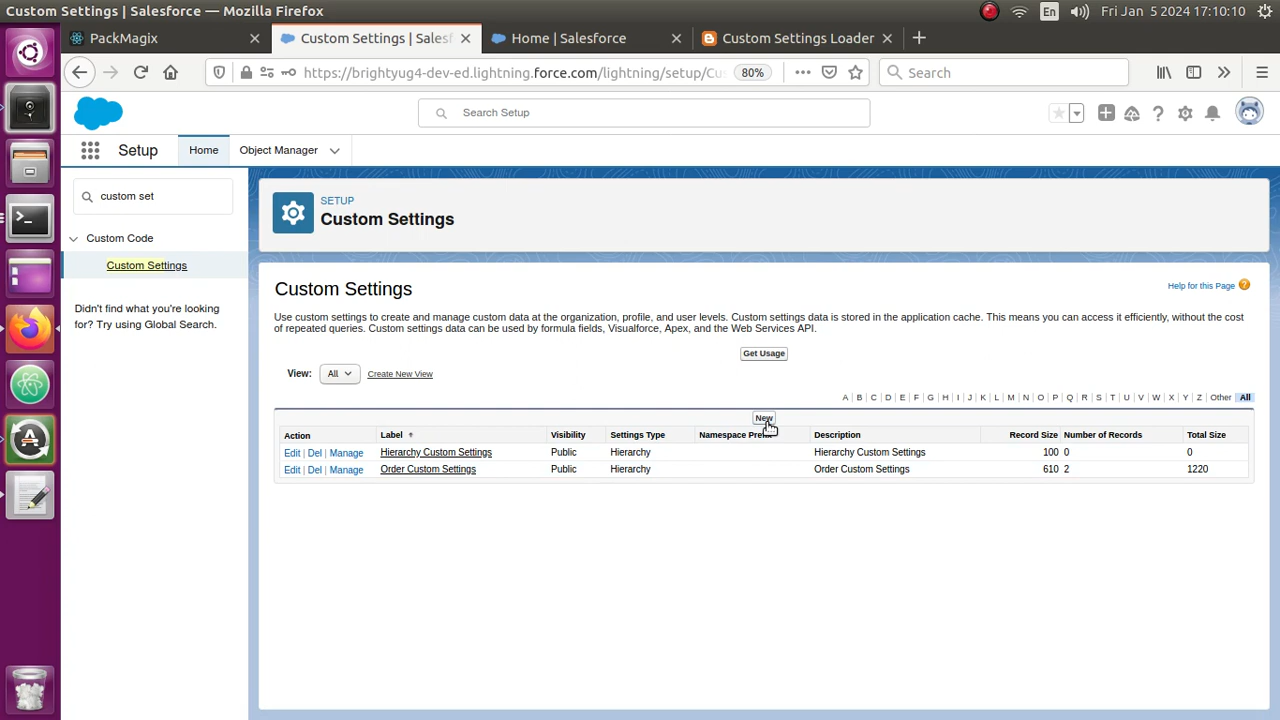 Custom Settings | Salesforce — Mozilla Firefox
En
Fri Jan 5 2024 17:10:10
PackMagix
Custom Settings | Salesf
Home | Salesforce
Custom Settings Loader
https://brightyug4-dev-ed.lightning.force.com/lightning/setup/Cu
80%
Search
Search Setup
Setup
Home
Object Manager
custom set
Custom Code
Custom Settings
Didn't find what you're looking
for? Try using Global Search.
SETUP
Custom Settings
Custom Settings
Help for this Page
Use custom settings to create and manage custom data at the organization, profile, and user levels. Custom settings data is stored in the application cache. This means you can access it efficiently, without the cost
of repeated queries. Custom settings data can be used by formula fields, Visualforce, Apex, and the Web Services API.
Get Usage
View: All Create New View
A | B | C | D | E | F | G | H | I | J | K | L | M | N | O | P | Q | R | S | T | U | V | W | X | Y | Z | Other | All
New
Action Label Visibility Settings Type Namespace Prefix Description Record Size Number of Records Total Size
Edit | Del | Manage Hierarchy Custom Settings Public Hierarchy Hierarchy Custom Settings 100 0 0
Edit | Del | Manage Order Custom Settings Public Hierarchy Order Custom Settings 610 2 1220